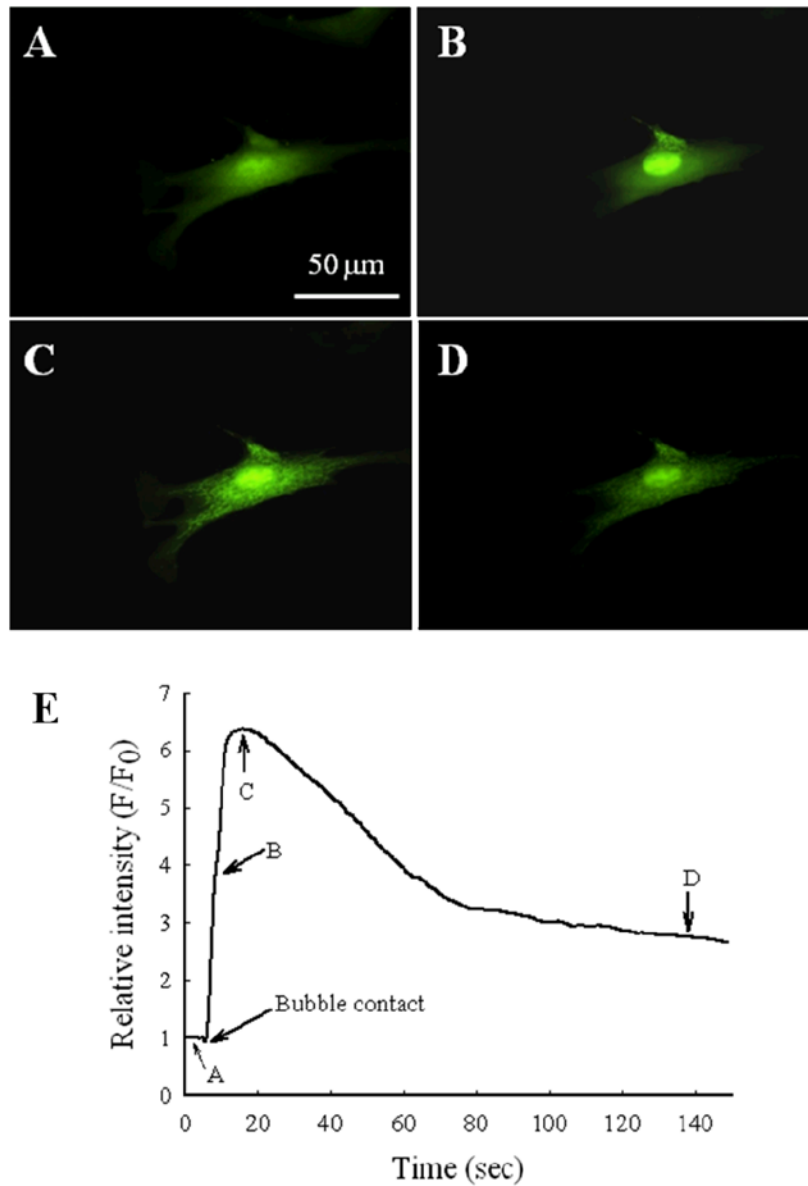 A
B
50 μm
C
D
E
Relative intensity (F/F0)
7
6
5
4
3
2
1
0
C
B
D
Bubble contact
A
0 20 40 60 80 100 120 140
Time (sec)